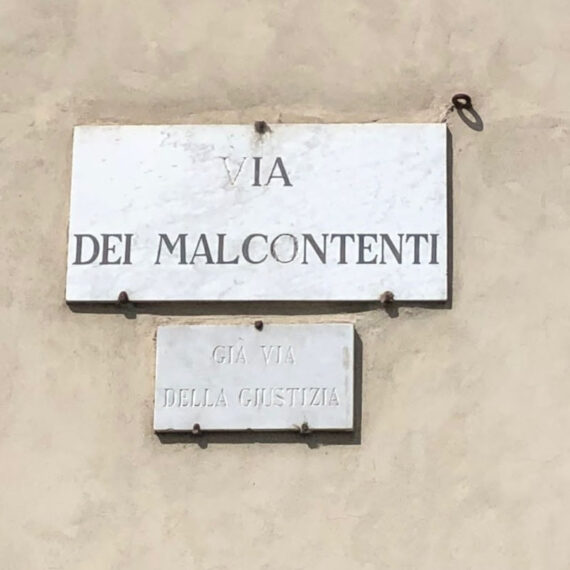 VIA
DEI MALCONTENTI
GIÀ VIA
DELLA GIUSTIZIA